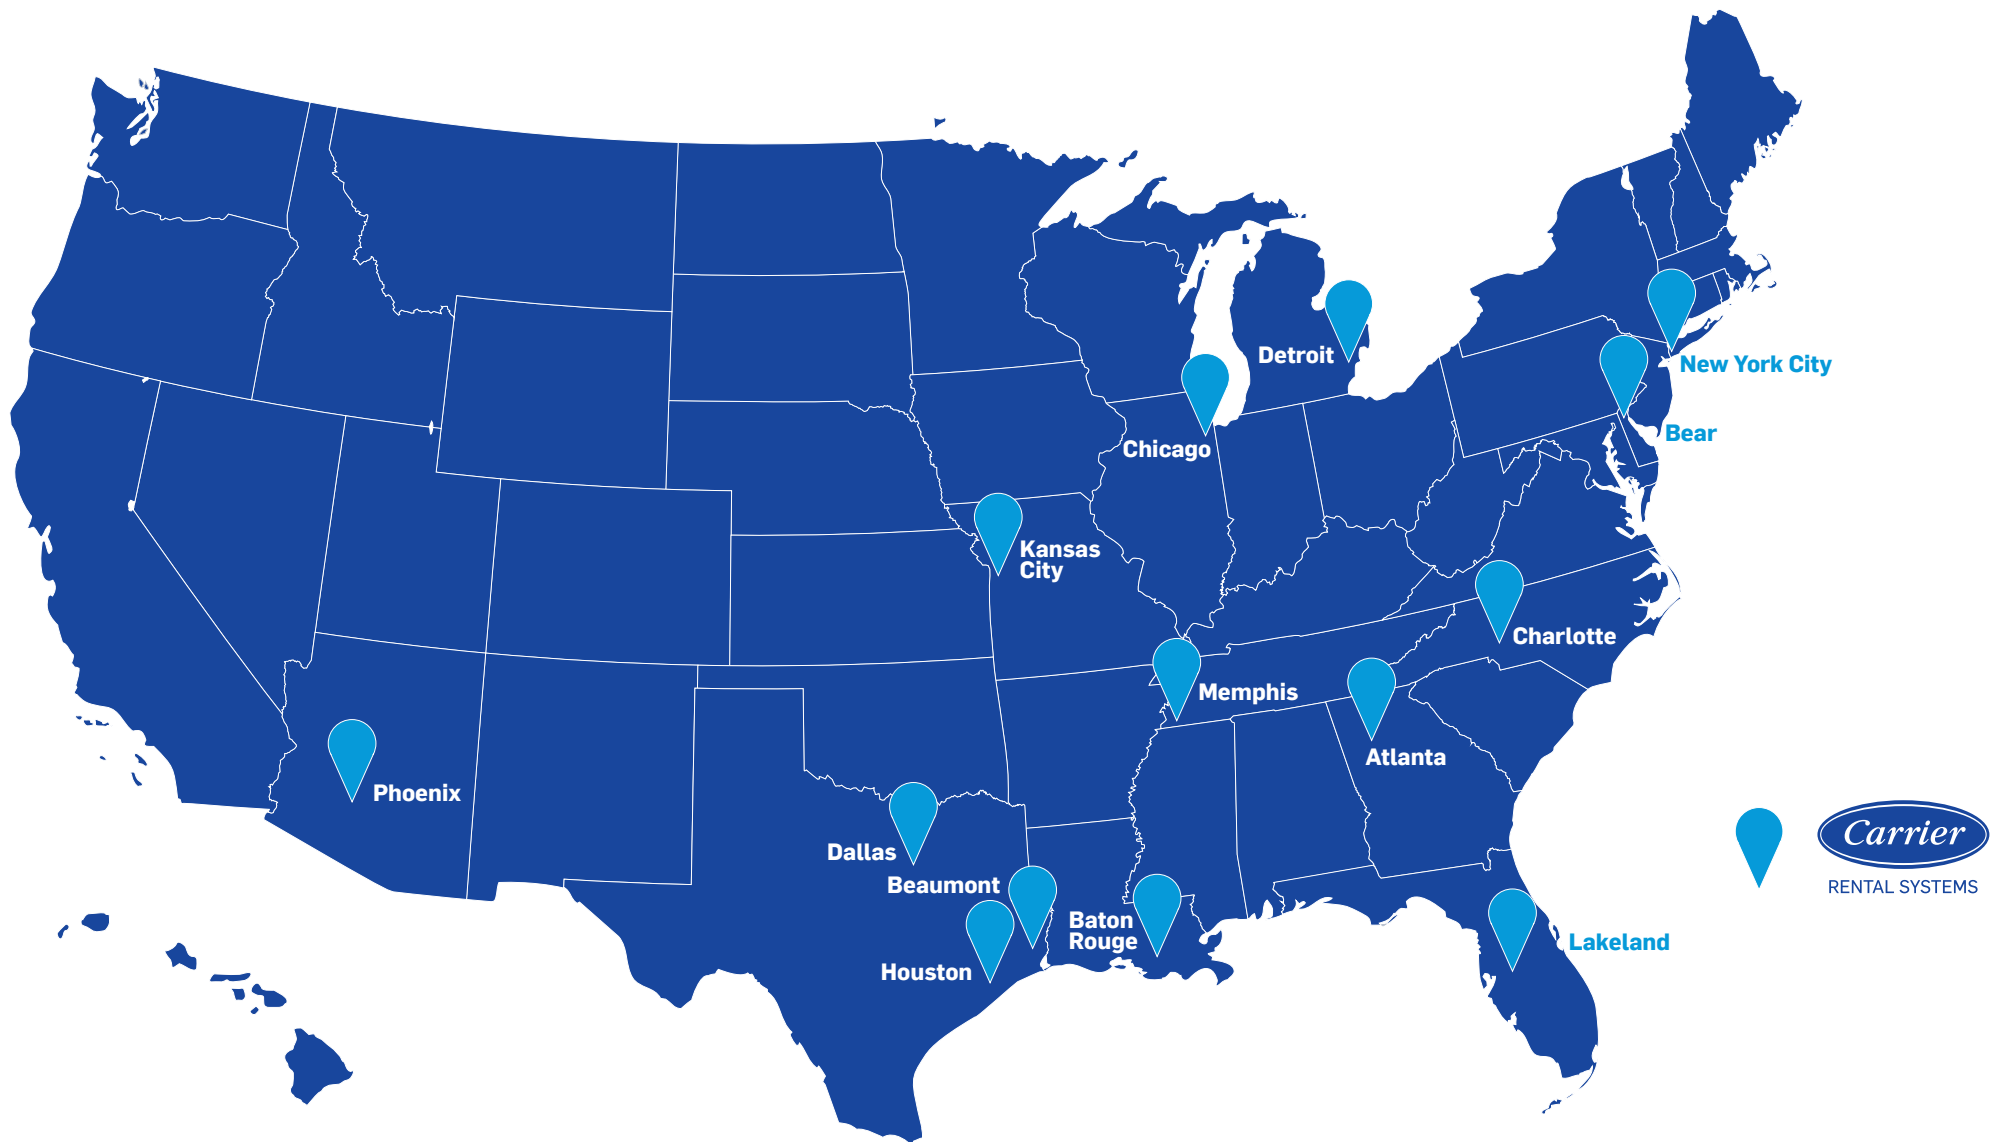 Detroit
New York City
Bear
Chicago
Kansas
City
Charlotte
Memphis
Atlanta
Phoenix
Dallas
Beaumont
Baton
Rouge
Houston
Lakeland
Carrier
RENTAL SYSTEMS